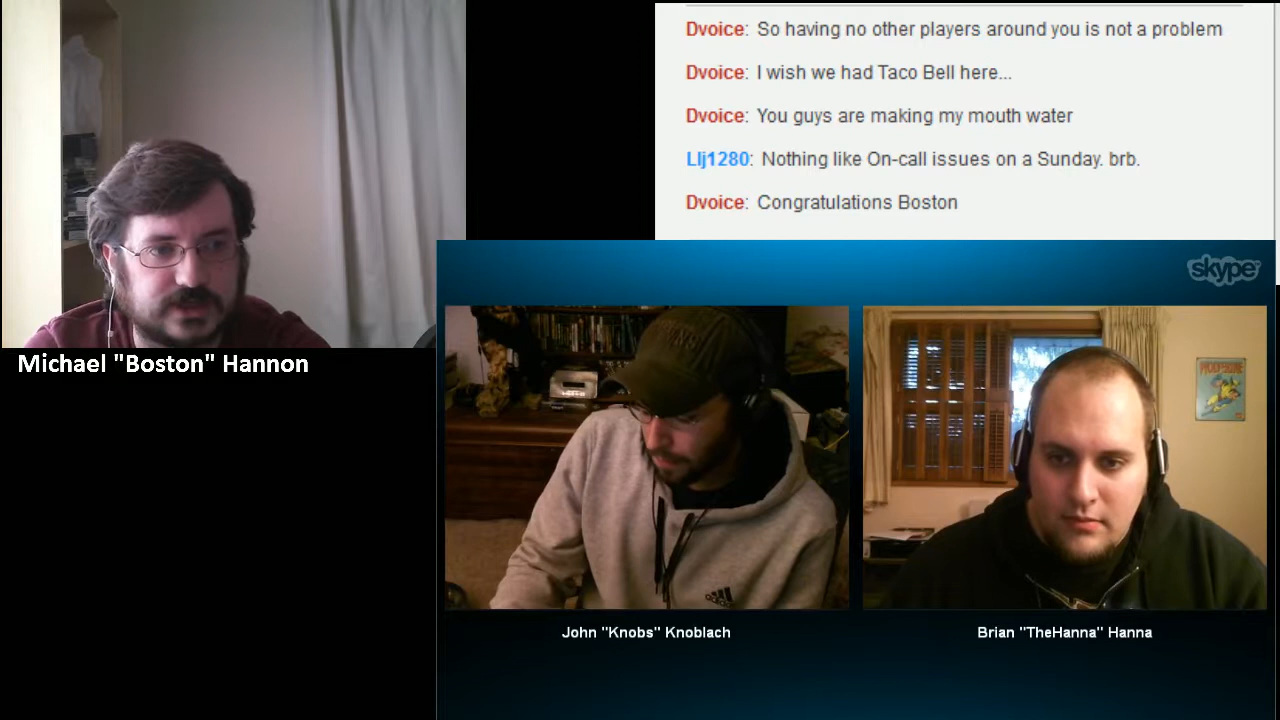 Dvoice: So having no other players around you is not a problem
Dvoice: I wish we had Taco Bell here...
Dvoice: You guys are making my mouth water
Llj1280: Nothing like On-call issues on a Sunday. brb.
Dvoice: Congratulations Boston
skype
Michael "Boston" Hannon
WOLVERINE
John "Knobs" Knoblach
Brian "TheHanna" Hanna